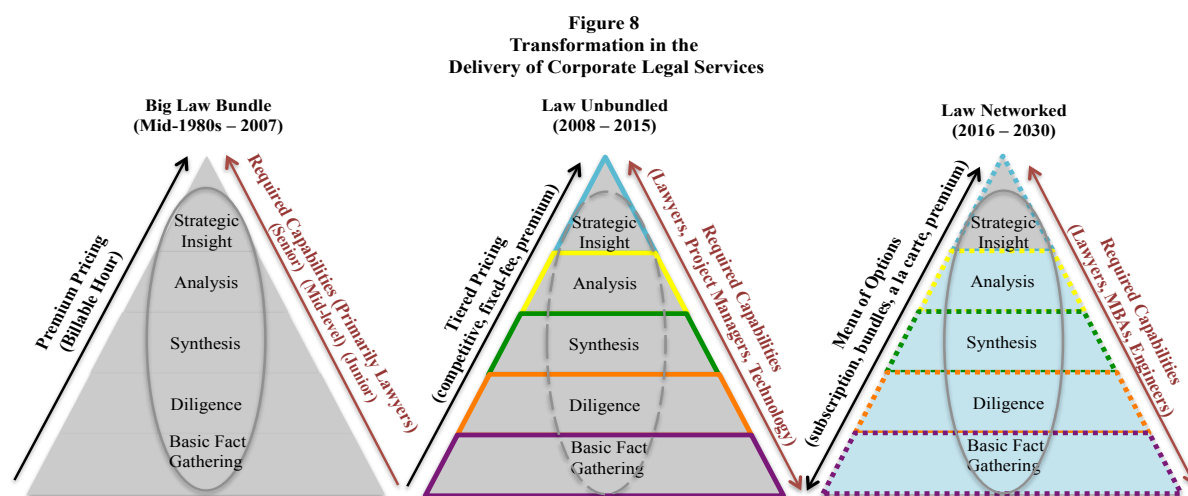 Figure 8
Transformation in the
Delivery of Corporate Legal Services
Big Law Bundle
(Mid-1980s – 2007)
Premium Pricing
(Billable Hour)
Strategic
Insight
Analysis
Synthesis
Diligence
Basic Fact
Gathering
Required Capabilities (Primarily Lawyers)
(Senior) (Mid-level) (Junior)
Law Unbundled
(2008 – 2015)
Tiered Pricing
(competitive, fixed-fee, premium)
Strategic
Insight
Analysis
Synthesis
Diligence
Basic Fact
Gathering
Required Capabilities
(Lawyers, Project Managers, Technology)
Law Networked
(2016 – 2030)
Menu of Options
(subscription, bundles, a la carte, premium)
Strategic
Insight
Analysis
Synthesis
Diligence
Basic Fact
Gathering
Required Capabilities
(Lawyers, MBAs, Engineers)